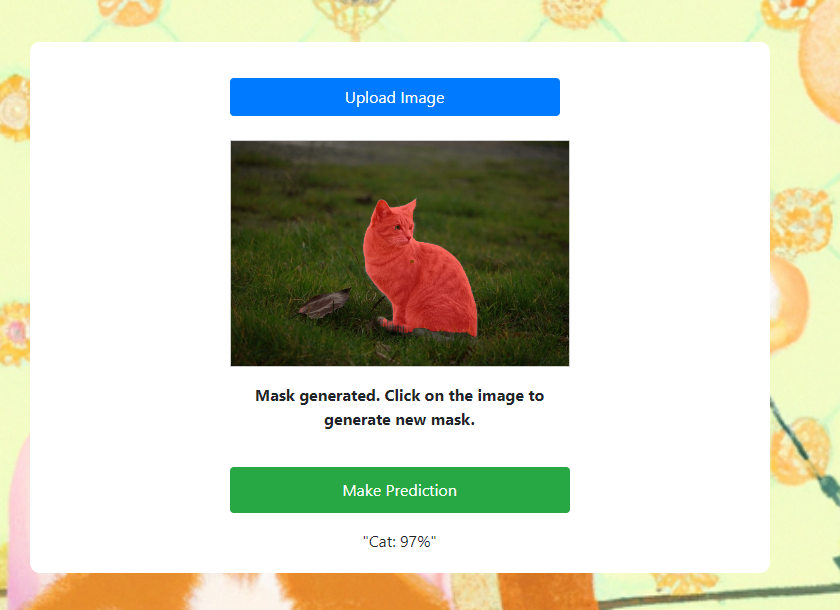 Upload Image
Mask generated. Click on the image to
generate new mask.
Make Prediction
"Cat: 97%"